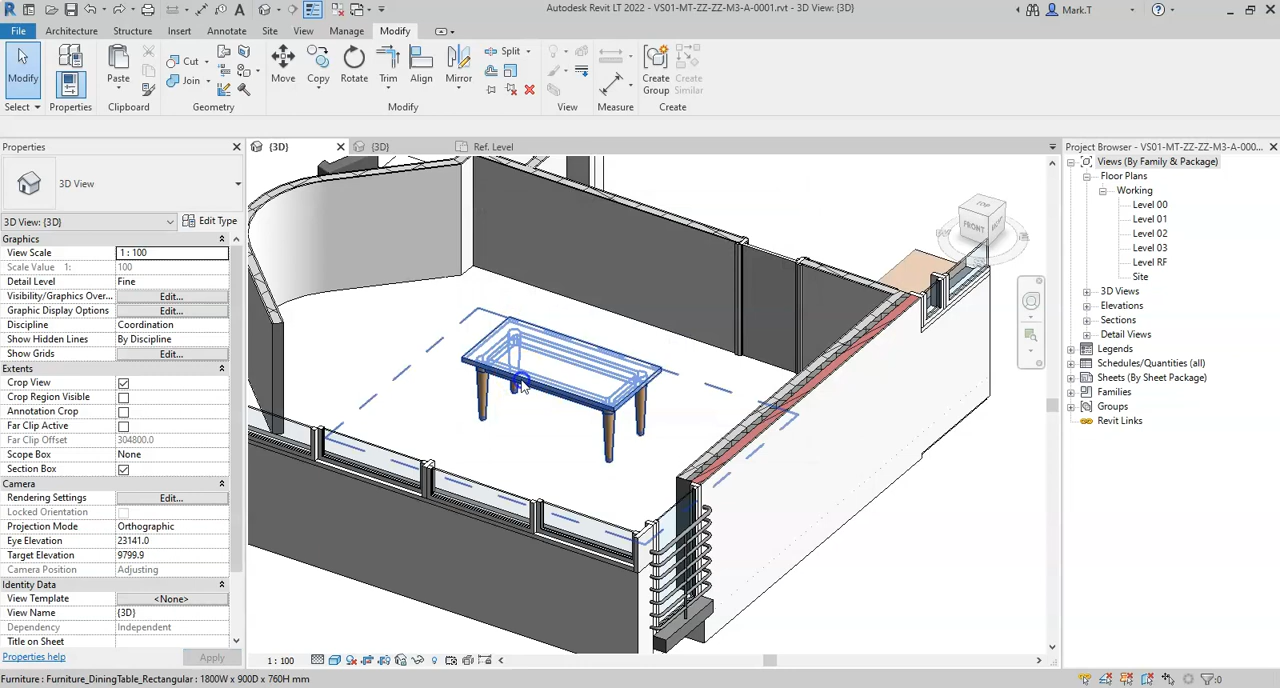 Autodesk Revit LT 2022 - VS01-MT-ZZ-ZZ-M3-A-0001.rvt - 3D View: {3D}
Mark.T
File Architecture Structure Insert Annotate Site View Manage Modify
Modify
Paste
Cut
Join
Move
Copy
Rotate
Trim
Align
Mirror
Split
Create Group
Create Similar
Select Properties Clipboard Geometry Modify View Measure Create
Properties
3D View
3D View: {3D} Edit Type
Graphics
View Scale 1 : 100
Scale Value 1: 100
Detail Level Fine
Visibility/Graphics Over... Edit...
Graphic Display Options Edit...
Discipline Coordination
Show Hidden Lines By Discipline
Show Grids Edit...
Extents
Crop View
Crop Region Visible
Annotation Crop
Far Clip Active
Far Clip Offset 304800.0
Scope Box None
Section Box
Camera
Rendering Settings Edit...
Locked Orientation
Projection Mode Orthographic
Eye Elevation 23141.0
Target Elevation 9799.9
Camera Position Adjusting
Identity Data
View Template <None>
View Name {3D}
Dependency Independent
Title on Sheet
Properties help Apply
{3D} {3D} Ref. Level
TOP
FRONT
1 : 100
Project Browser - VS01-MT-ZZ-ZZ-M3-A-000...
Views (By Family & Package)
Floor Plans
Working
Level 00
Level 01
Level 02
Level 03
Level RF
Site
3D Views
Elevations
Sections
Detail Views
Legends
Schedules/Quantities (all)
Sheets (By Sheet Package)
Families
Groups
Revit Links
Furniture : Furniture_DiningTable_Rectangular : 1800W x 900D x 760H mm
:0